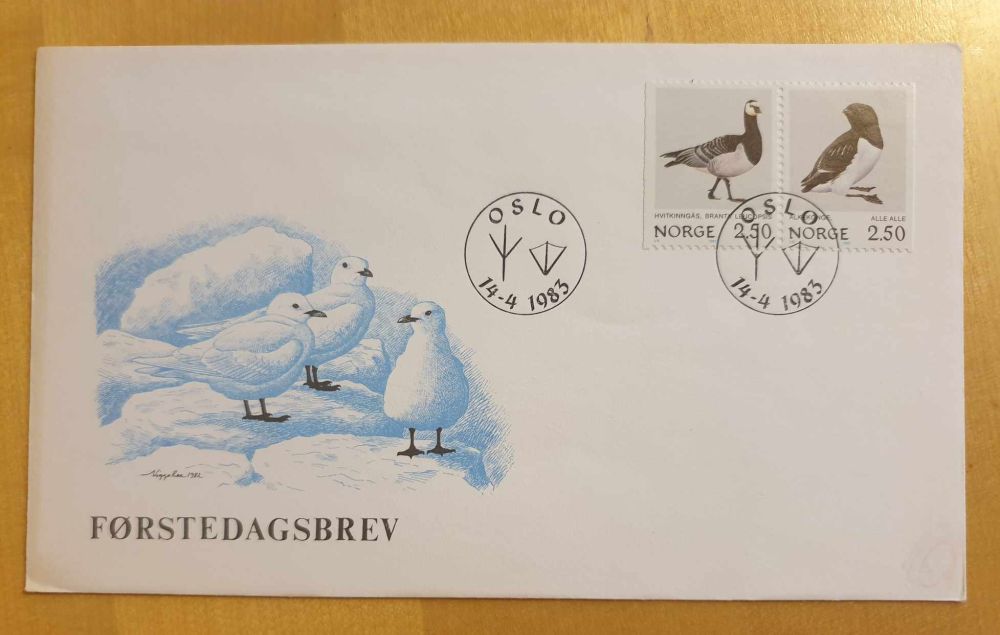 HVITKINNGÅS, BRANTA LEUCOPSIS
NORGE 2.50
ALKEKONGE, ALLE ALLE
NORGE 2.50
OSLO
14-4 1983
OSLO
14-4 1983
1982
FØRSTEDAGSBREV